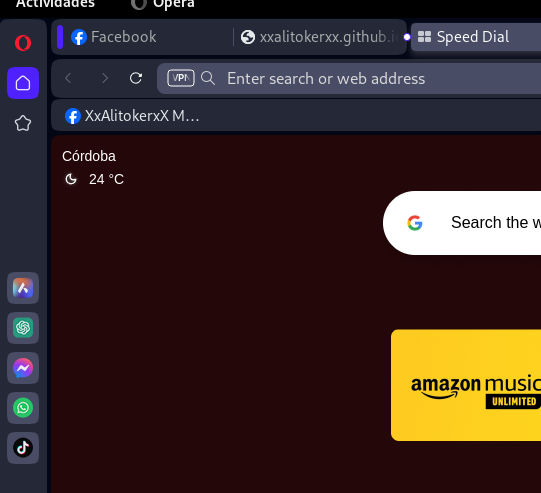 Actividades Opera
Facebook xxalitokerxx.github.i Speed Dial
VPN Enter search or web address
XxAlitokerxX M...
Córdoba
24 °C
Search the w
amazon music
UNLIMITED